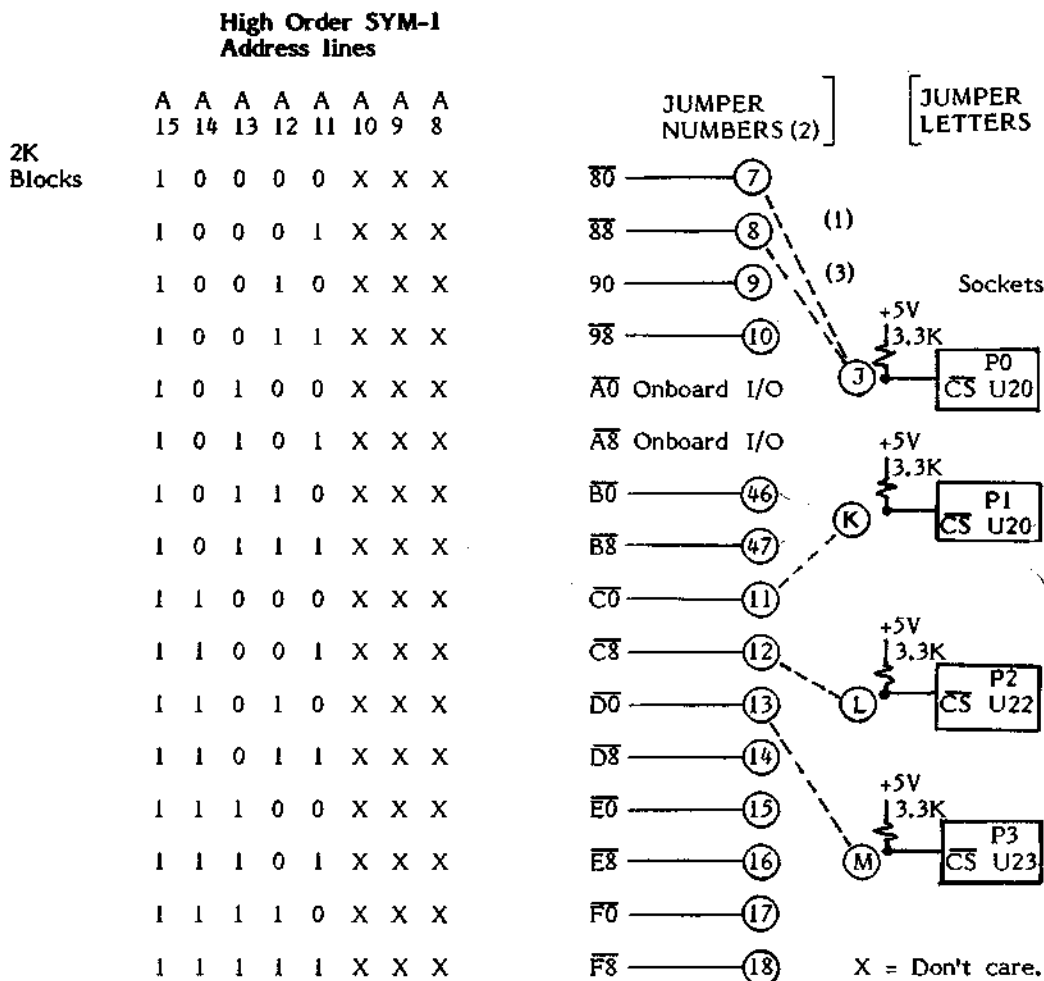 High Order SYM-1
Address lines
A A A A A A A A
15 14 13 12 11 10 9 8
JUMPER
NUMBERS (2)
JUMPER
LETTERS
2K
Blocks
1 0 0 0 0 X X X 80 7
1 0 0 0 1 X X X 88 8 (1)
1 0 0 1 0 X X X 90 9 (3) Sockets
1 0 0 1 1 X X X 98 10
+5V
3.3K
J
P0
CS U20
1 0 1 0 0 X X X A0 Onboard I/O
1 0 1 0 1 X X X A8 Onboard I/O
+5V
3.3K
1 0 1 1 0 X X X B0 46
K
P1
CS U20
1 0 1 1 1 X X X B8 47
1 1 0 0 0 X X X C0 11
+5V
3.3K
1 1 0 0 1 X X X C8 12
P2
CS U22
1 1 0 1 0 X X X D0 13 L
1 1 0 1 1 X X X D8 14
+5V
3.3K
1 1 1 0 0 X X X E0 15
P3
CS U23
1 1 1 0 1 X X X E8 16 M
1 1 1 1 0 X X X F0 17
1 1 1 1 1 X X X F8 18 X = Don't care.